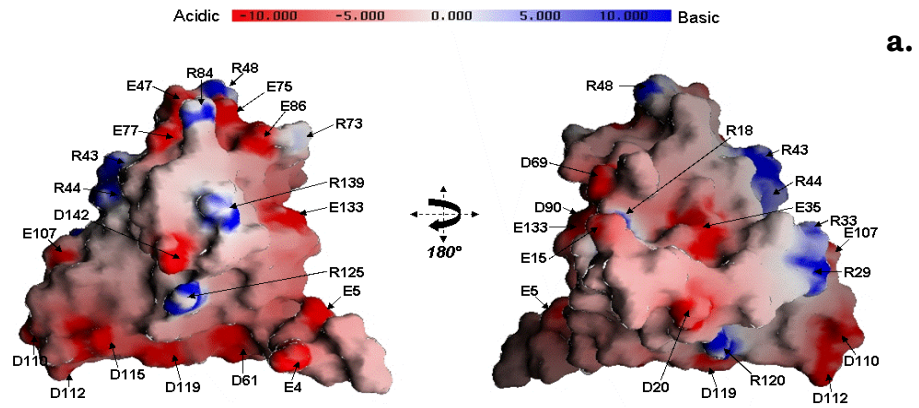 Acidic -10.000 -5.000 0.000 5.000 10.000 Basic
a.
R84 R48
E47 E75
E86
E77 R73
R43
R44 R139
D142 E133
E107
R125
E5
D110
D112 D115 D119 D61 E4
180º
R48
R18
R43
D69
R44
D90 E35
E133 R33
E107
E15
R29
E5
D110
D20 D119 R120 D112